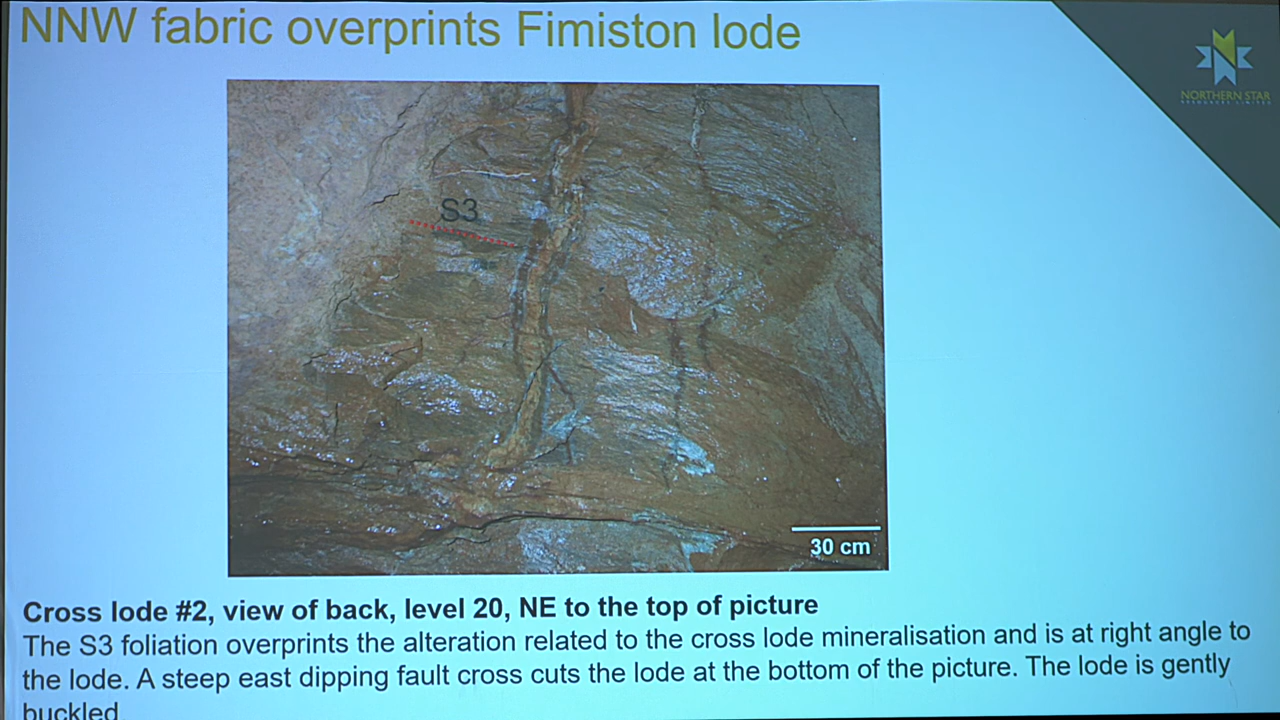 NNW fabric overprints Fimiston lode
NORTHERN STAR
S3
30 cm
Cross lode #2, view of back, level 20, NE to the top of picture
The S3 foliation overprints the alteration related to the cross lode mineralisation and is at right angle to
the lode. A steep east dipping fault cross cuts the lode at the bottom of the picture. The lode is gently
buckled